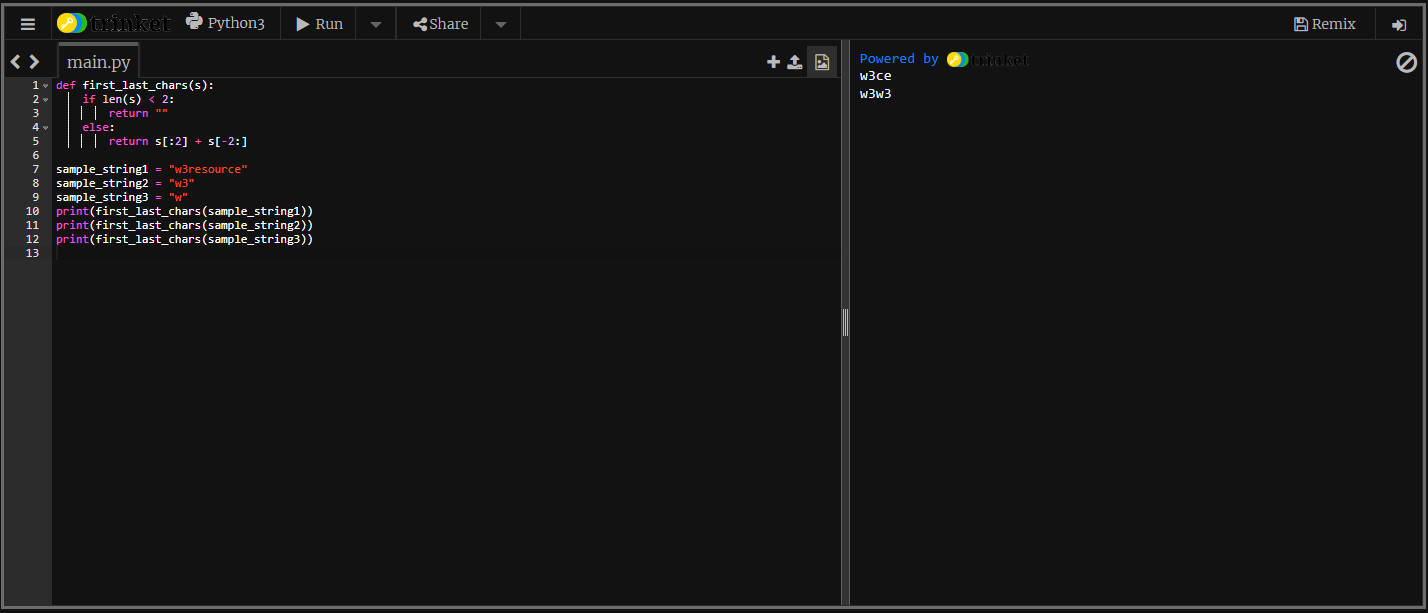 trinket Python3 Run Share Remix
main.py
1 def first_last_chars(s):
2     if len(s) < 2:
3         return ""
4     else:
5         return s[:2] + s[-2:]
6
7 sample_string1 = "w3resource"
8 sample_string2 = "w3"
9 sample_string3 = "w"
10 print(first_last_chars(sample_string1))
11 print(first_last_chars(sample_string2))
12 print(first_last_chars(sample_string3))
13
Powered by trinket
w3ce
w3w3